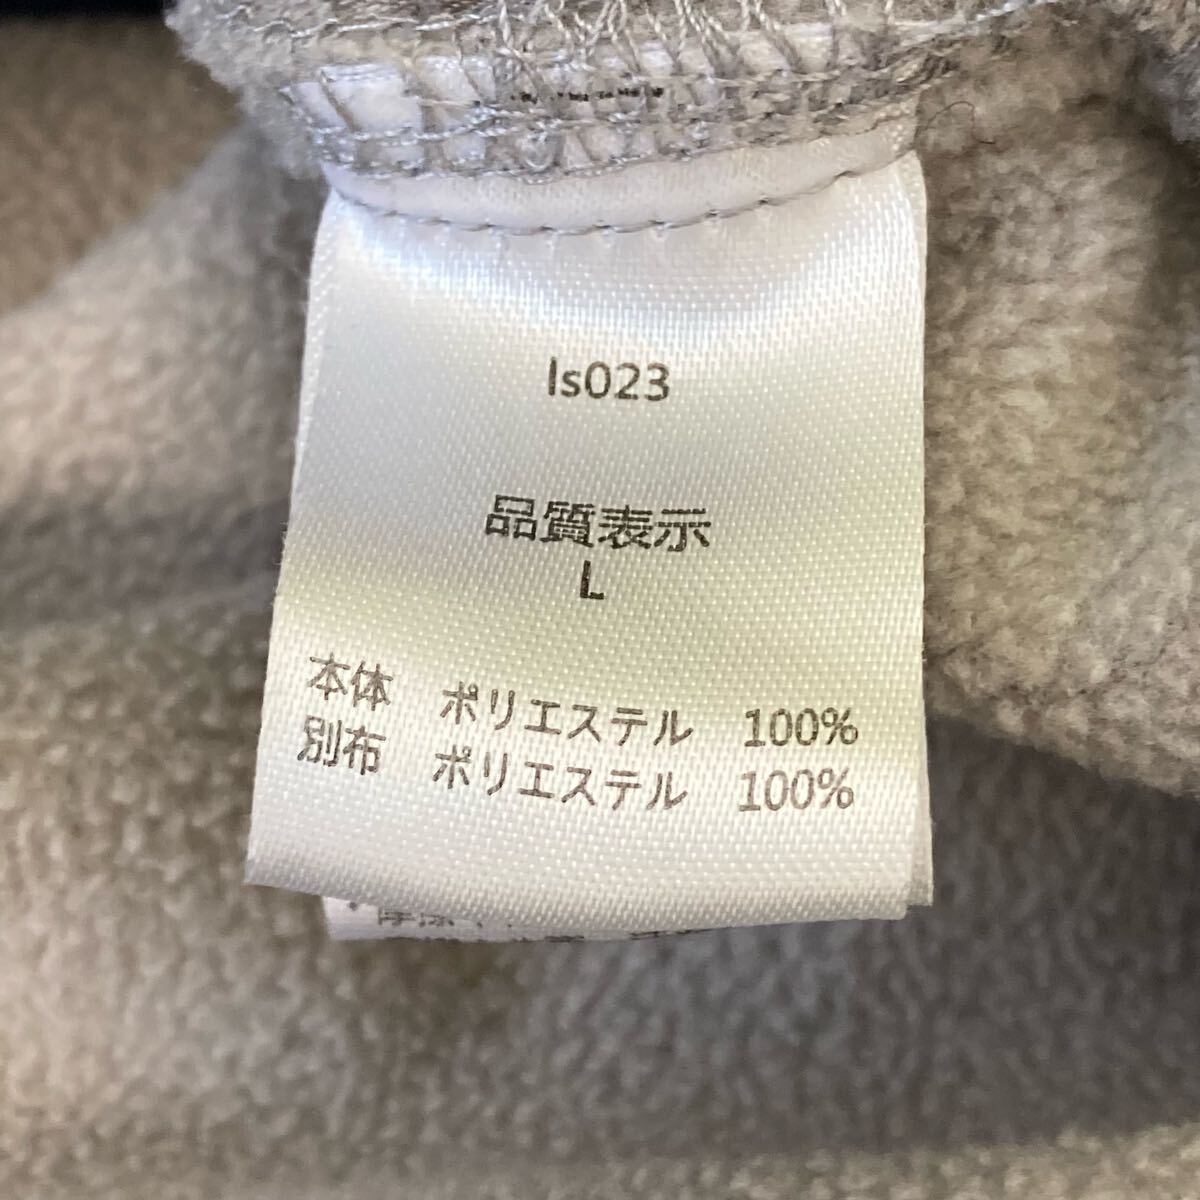 ls023
品質表示
L
本体 ポリエステル 100%
別布 ポリエステル 100%